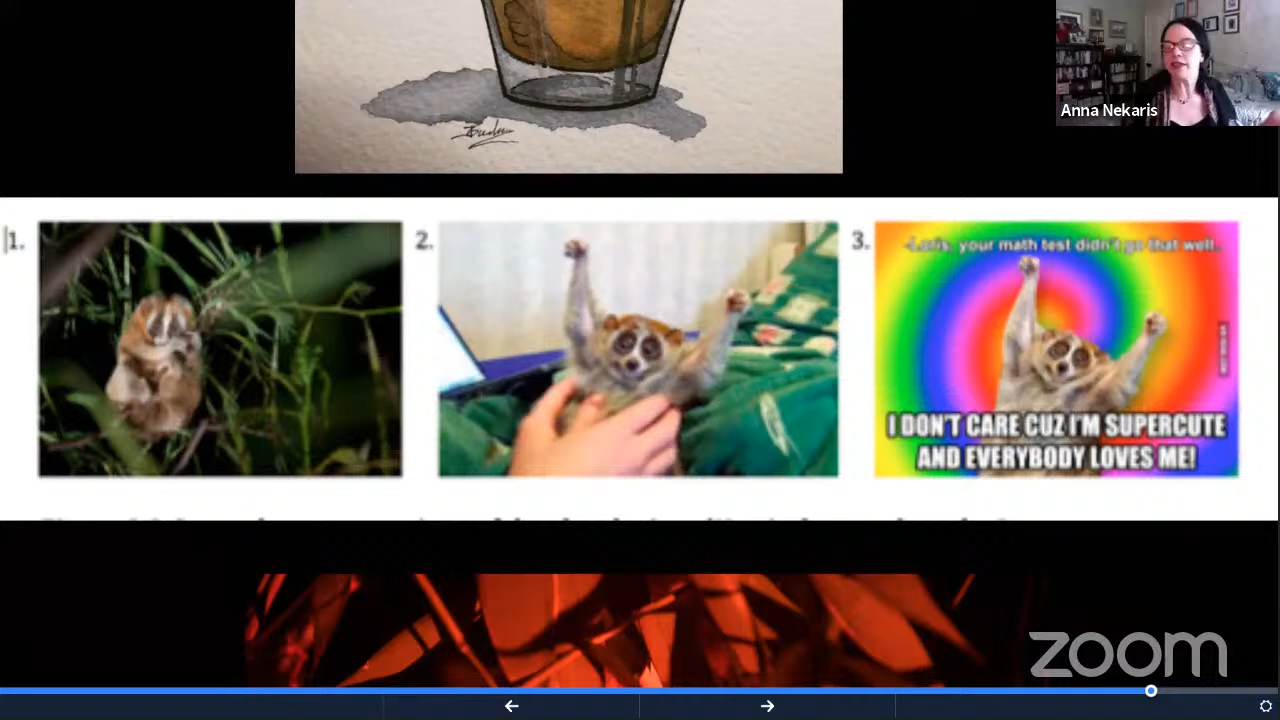 Anna Nekaris
1.
2.
3.
-Loris, your math test didn't go that well..
I DON'T CARE CUZ I'M SUPERCUTE
AND EVERYBODY LOVES ME!
zoom